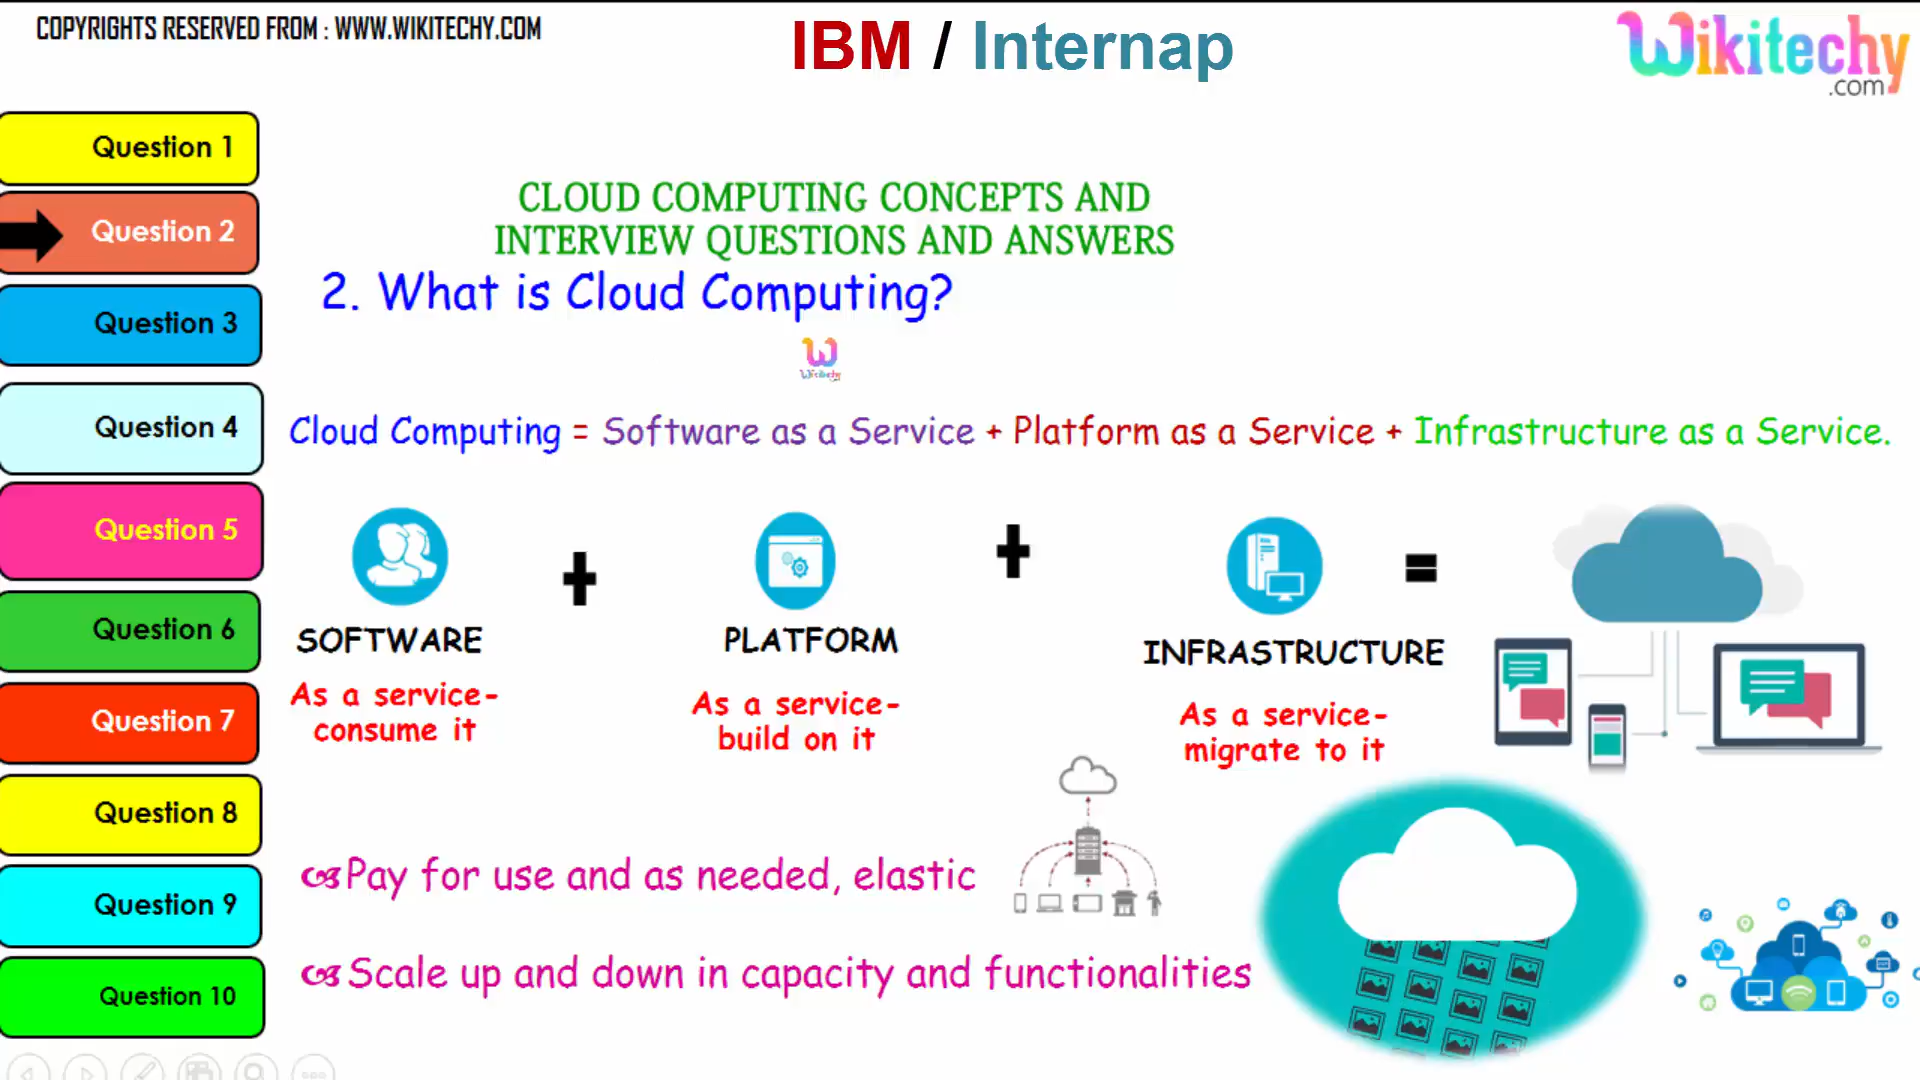 COPYRIGHTS RESERVED FROM : WWW.WIKITECHY.COM
IBM / Internap
Wikitechy
.com
Question 1
Question 2
Question 3
Question 4
Question 5
Question 6
Question 7
Question 8
Question 9
Question 10
CLOUD COMPUTING CONCEPTS AND
INTERVIEW QUESTIONS AND ANSWERS
2. What is Cloud Computing?
Wikitechy
Cloud Computing = Software as a Service + Platform as a Service + Infrastructure as a Service.
SOFTWARE
As a service-
consume it
PLATFORM
As a service-
build on it
INFRASTRUCTURE
As a service-
migrate to it
Pay for use and as needed, elastic
Scale up and down in capacity and functionalities